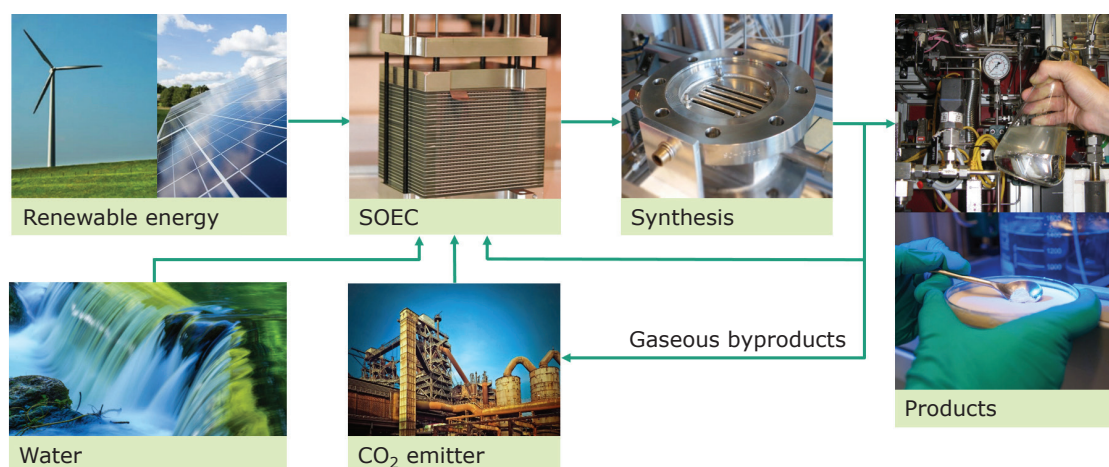 Renewable energy
SOEC
Synthesis
Gaseous byproducts
Products
Water
CO₂ emitter